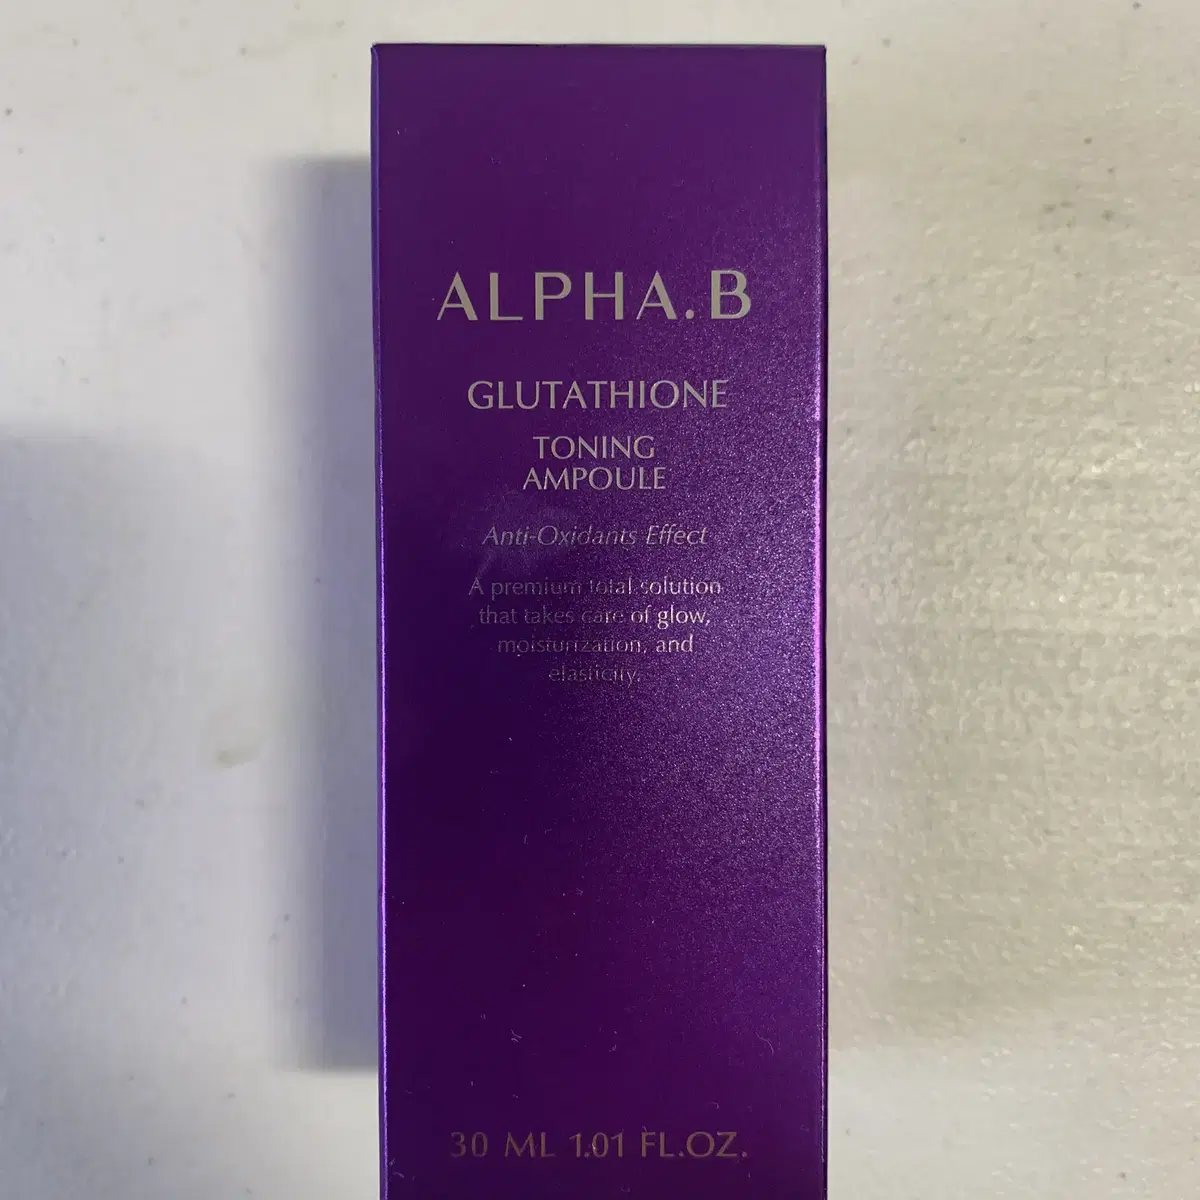 ALPHA.B
GLUTATHIONE
TONING
AMPOULE
Anti-Oxidants Effect
A premium total solution
that takes care of glow,
moisturization, and
elasticity.
30 ML 1.01 FL.OZ.